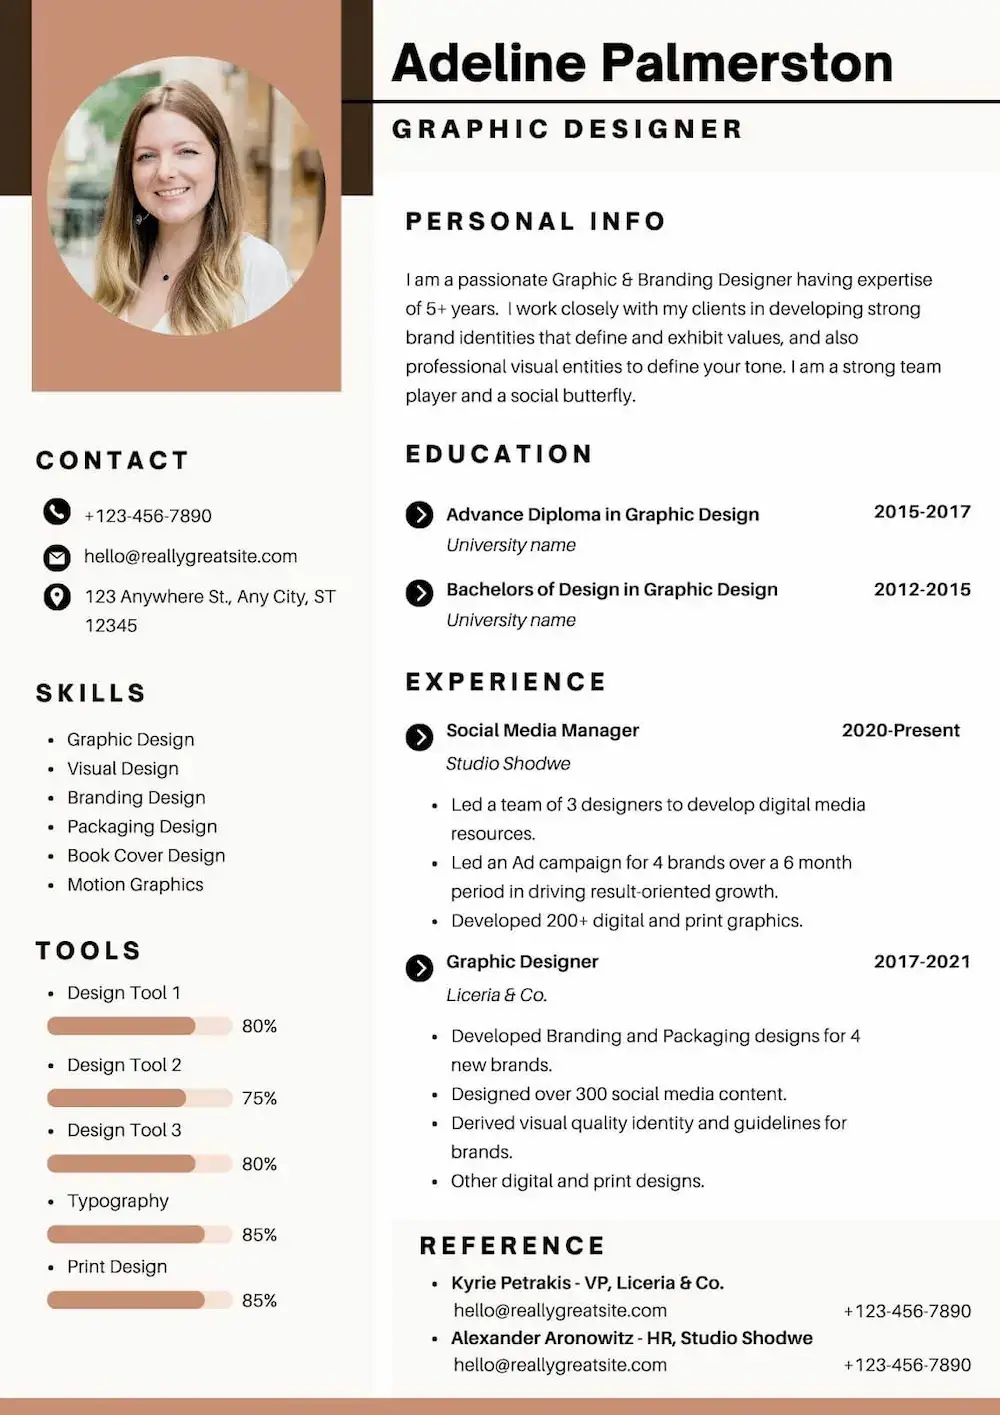 Adeline Palmerston
GRAPHIC DESIGNER
CONTACT
+123-456-7890
hello@reallygreatsite.com
123 Anywhere St., Any City, ST
12345
SKILLS
• Graphic Design
• Visual Design
• Branding Design
• Packaging Design
• Book Cover Design
• Motion Graphics
TOOLS
• Design Tool 1
80%
• Design Tool 2
75%
• Design Tool 3
80%
• Typography
85%
• Print Design
85%
PERSONAL INFO
I am a passionate Graphic & Branding Designer having expertise
of 5+ years. I work closely with my clients in developing strong
brand identities that define and exhibit values, and also
professional visual entities to define your tone. I am a strong team
player and a social butterfly.
EDUCATION
Advance Diploma in Graphic Design 2015-2017
University name
Bachelors of Design in Graphic Design 2012-2015
University name
EXPERIENCE
Social Media Manager 2020-Present
Studio Shodwe
• Led a team of 3 designers to develop digital media
resources.
• Led an Ad campaign for 4 brands over a 6 month
period in driving result-oriented growth.
• Developed 200+ digital and print graphics.
Graphic Designer 2017-2021
Liceria & Co.
• Developed Branding and Packaging designs for 4
new brands.
• Designed over 300 social media content.
• Derived visual quality identity and guidelines for
brands.
• Other digital and print designs.
REFERENCE
• Kyrie Petrakis - VP, Liceria & Co.
hello@reallygreatsite.com +123-456-7890
• Alexander Aronowitz - HR, Studio Shodwe
hello@reallygreatsite.com +123-456-7890